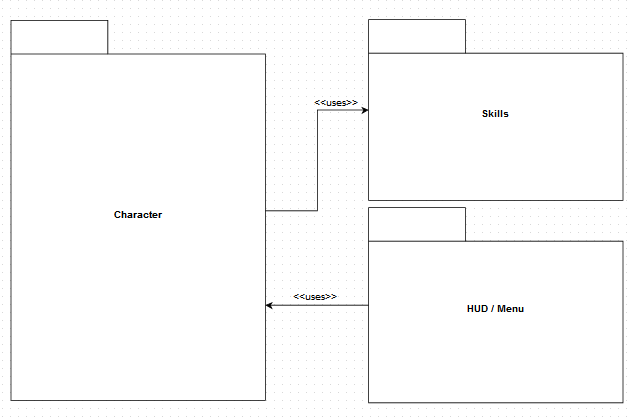 <<uses>>
Skills
Character
<<uses>>
HUD / Menu